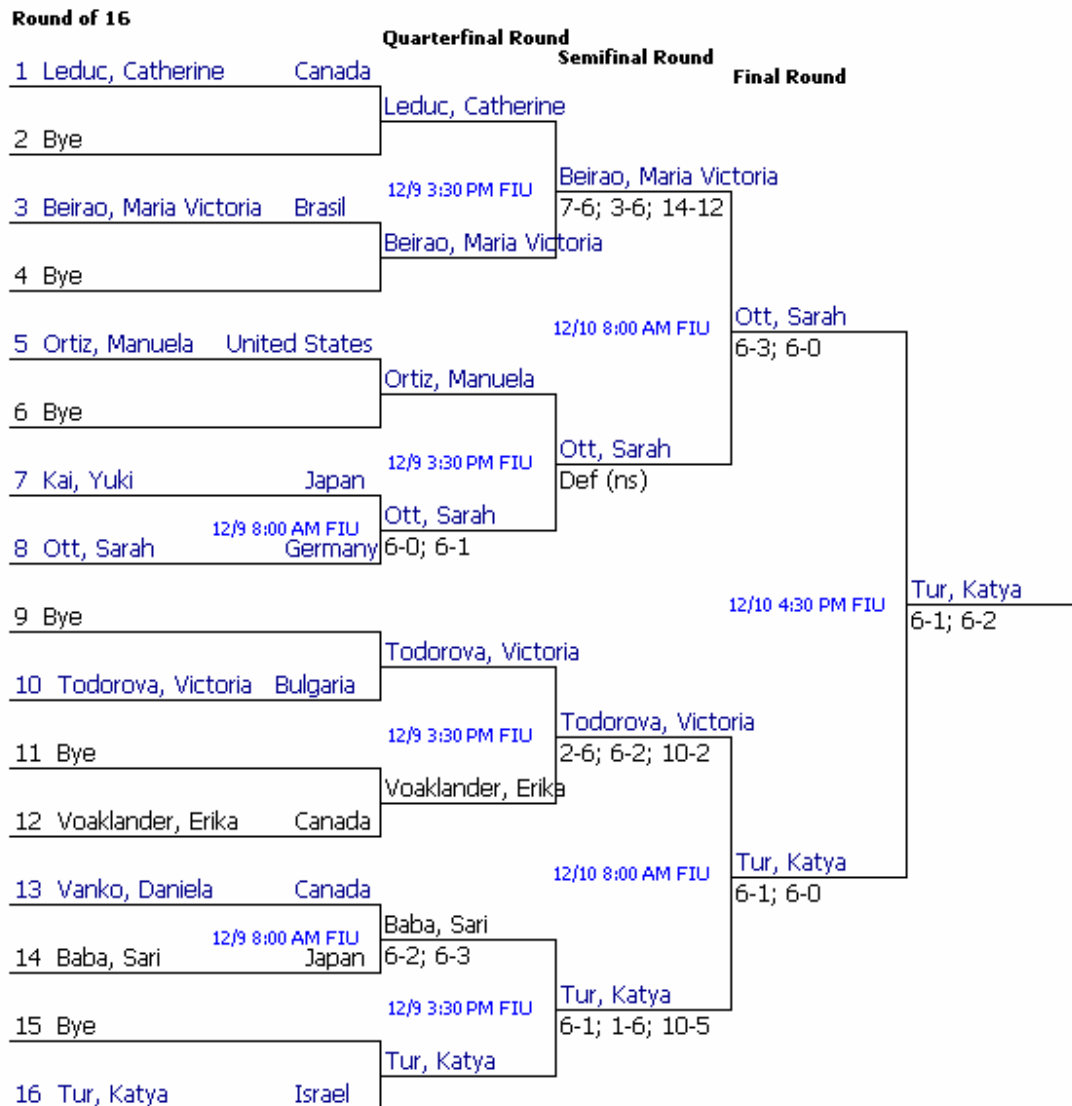 Round of 16
Quarterfinal Round
Semifinal Round
Final Round
1 Leduc, Catherine Canada
Leduc, Catherine
2 Bye
12/9 3:30 PM FIU
Beirao, Maria Victoria
7-6; 3-6; 14-12
3 Beirao, Maria Victoria Brasil
Beirao, Maria Victoria
4 Bye
12/10 8:00 AM FIU
Ott, Sarah
6-3; 6-0
5 Ortiz, Manuela United States
Ortiz, Manuela
6 Bye
12/9 3:30 PM FIU
Ott, Sarah
Def (ns)
7 Kai, Yuki Japan
12/9 8:00 AM FIU
Ott, Sarah
6-0; 6-1
8 Ott, Sarah Germany
12/10 4:30 PM FIU
Tur, Katya
6-1; 6-2
9 Bye
Todorova, Victoria
10 Todorova, Victoria Bulgaria
12/9 3:30 PM FIU
Todorova, Victoria
2-6; 6-2; 10-2
11 Bye
Voaklander, Erika
12 Voaklander, Erika Canada
12/10 8:00 AM FIU
Tur, Katya
6-1; 6-0
13 Vanko, Daniela Canada
12/9 8:00 AM FIU
Baba, Sari
6-2; 6-3
14 Baba, Sari Japan
12/9 3:30 PM FIU
Tur, Katya
6-1; 1-6; 10-5
15 Bye
Tur, Katya
16 Tur, Katya Israel